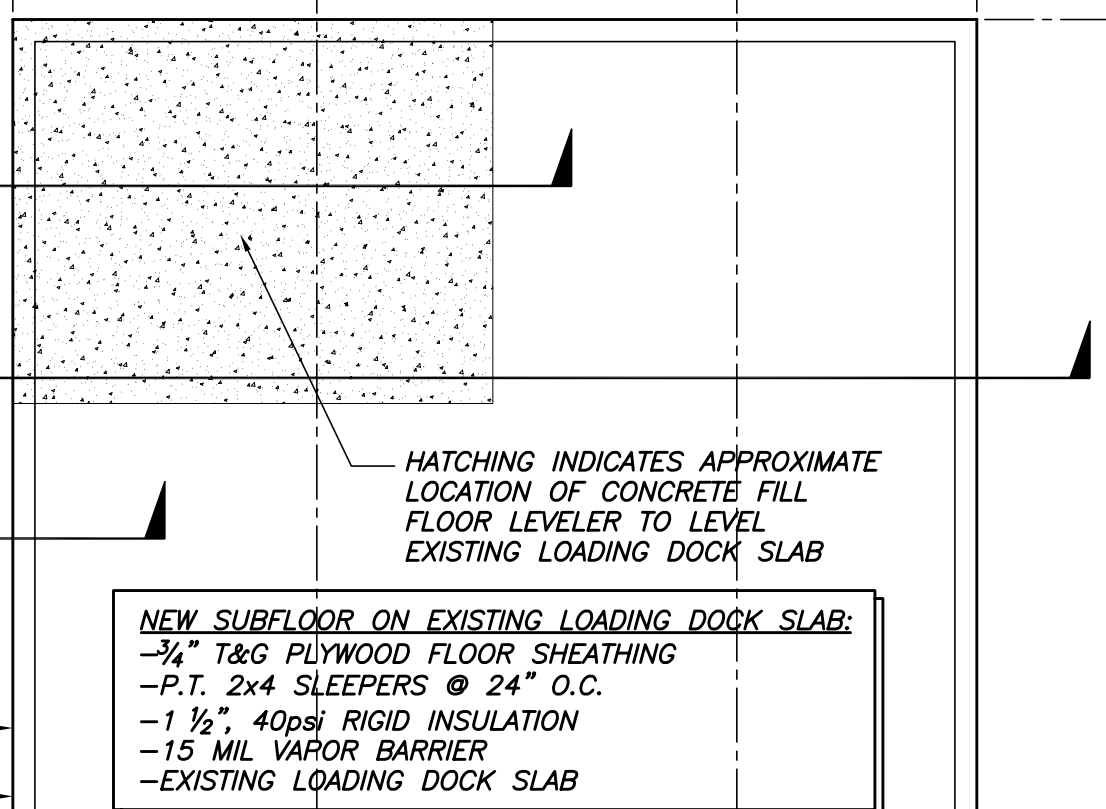 HATCHING INDICATES APPROXIMATE
LOCATION OF CONCRETE FILL
FLOOR LEVELER TO LEVEL
EXISTING LOADING DOCK SLAB
NEW SUBFLOOR ON EXISTING LOADING DOCK SLAB:
-3/4" T&G PLYWOOD FLOOR SHEATHING
-P.T. 2x4 SLEEPERS @ 24" O.C.
-1 1/2", 40psi RIGID INSULATION
-15 MIL VAPOR BARRIER
-EXISTING LOADING DOCK SLAB